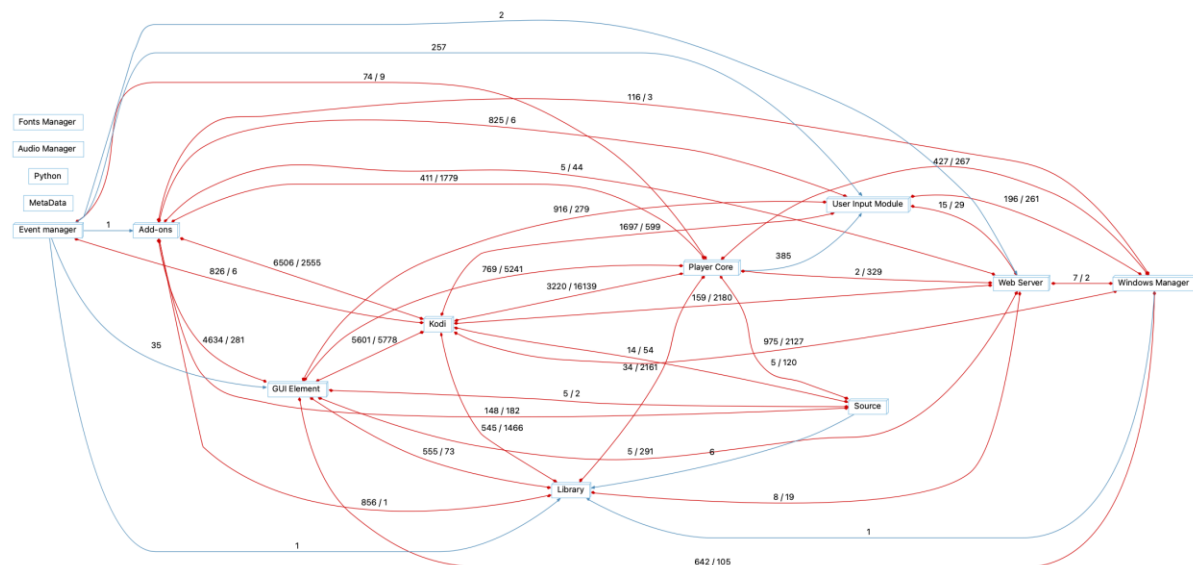 2
257
74 / 9
116 / 3
Fonts Manager
825 / 6
Audio Manager
427 / 267
5 / 44
Python
411 / 1779
MetaData
User Input Module
196 / 261
916 / 279
15 / 29
1
Event manager
Add-ons
1697 / 599
826 / 6
6506 / 2555
385
769 / 5241
Player Core
2 / 329
7 / 2
Web Server
Windows Manager
3220 / 16139
159 / 2180
Kodi
4634 / 281
5601 / 5778
975 / 2127
35
14 / 54
34 / 2161
5 / 120
GUI Element
5 / 2
Source
148 / 182
545 / 1466
555 / 73
5 / 291
6
Library
8 / 19
856 / 1
1
1
642 / 105